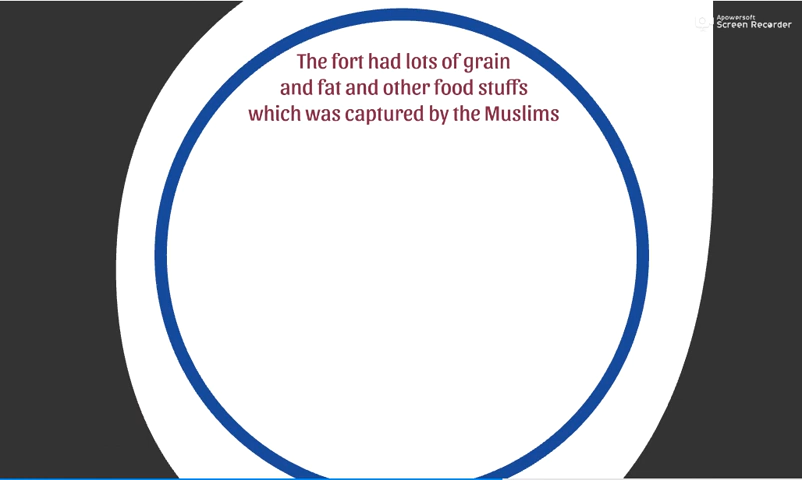 Apowersoft
Screen Recorder
The fort had lots of grain
and fat and other food stuffs
which was captured by the Muslims